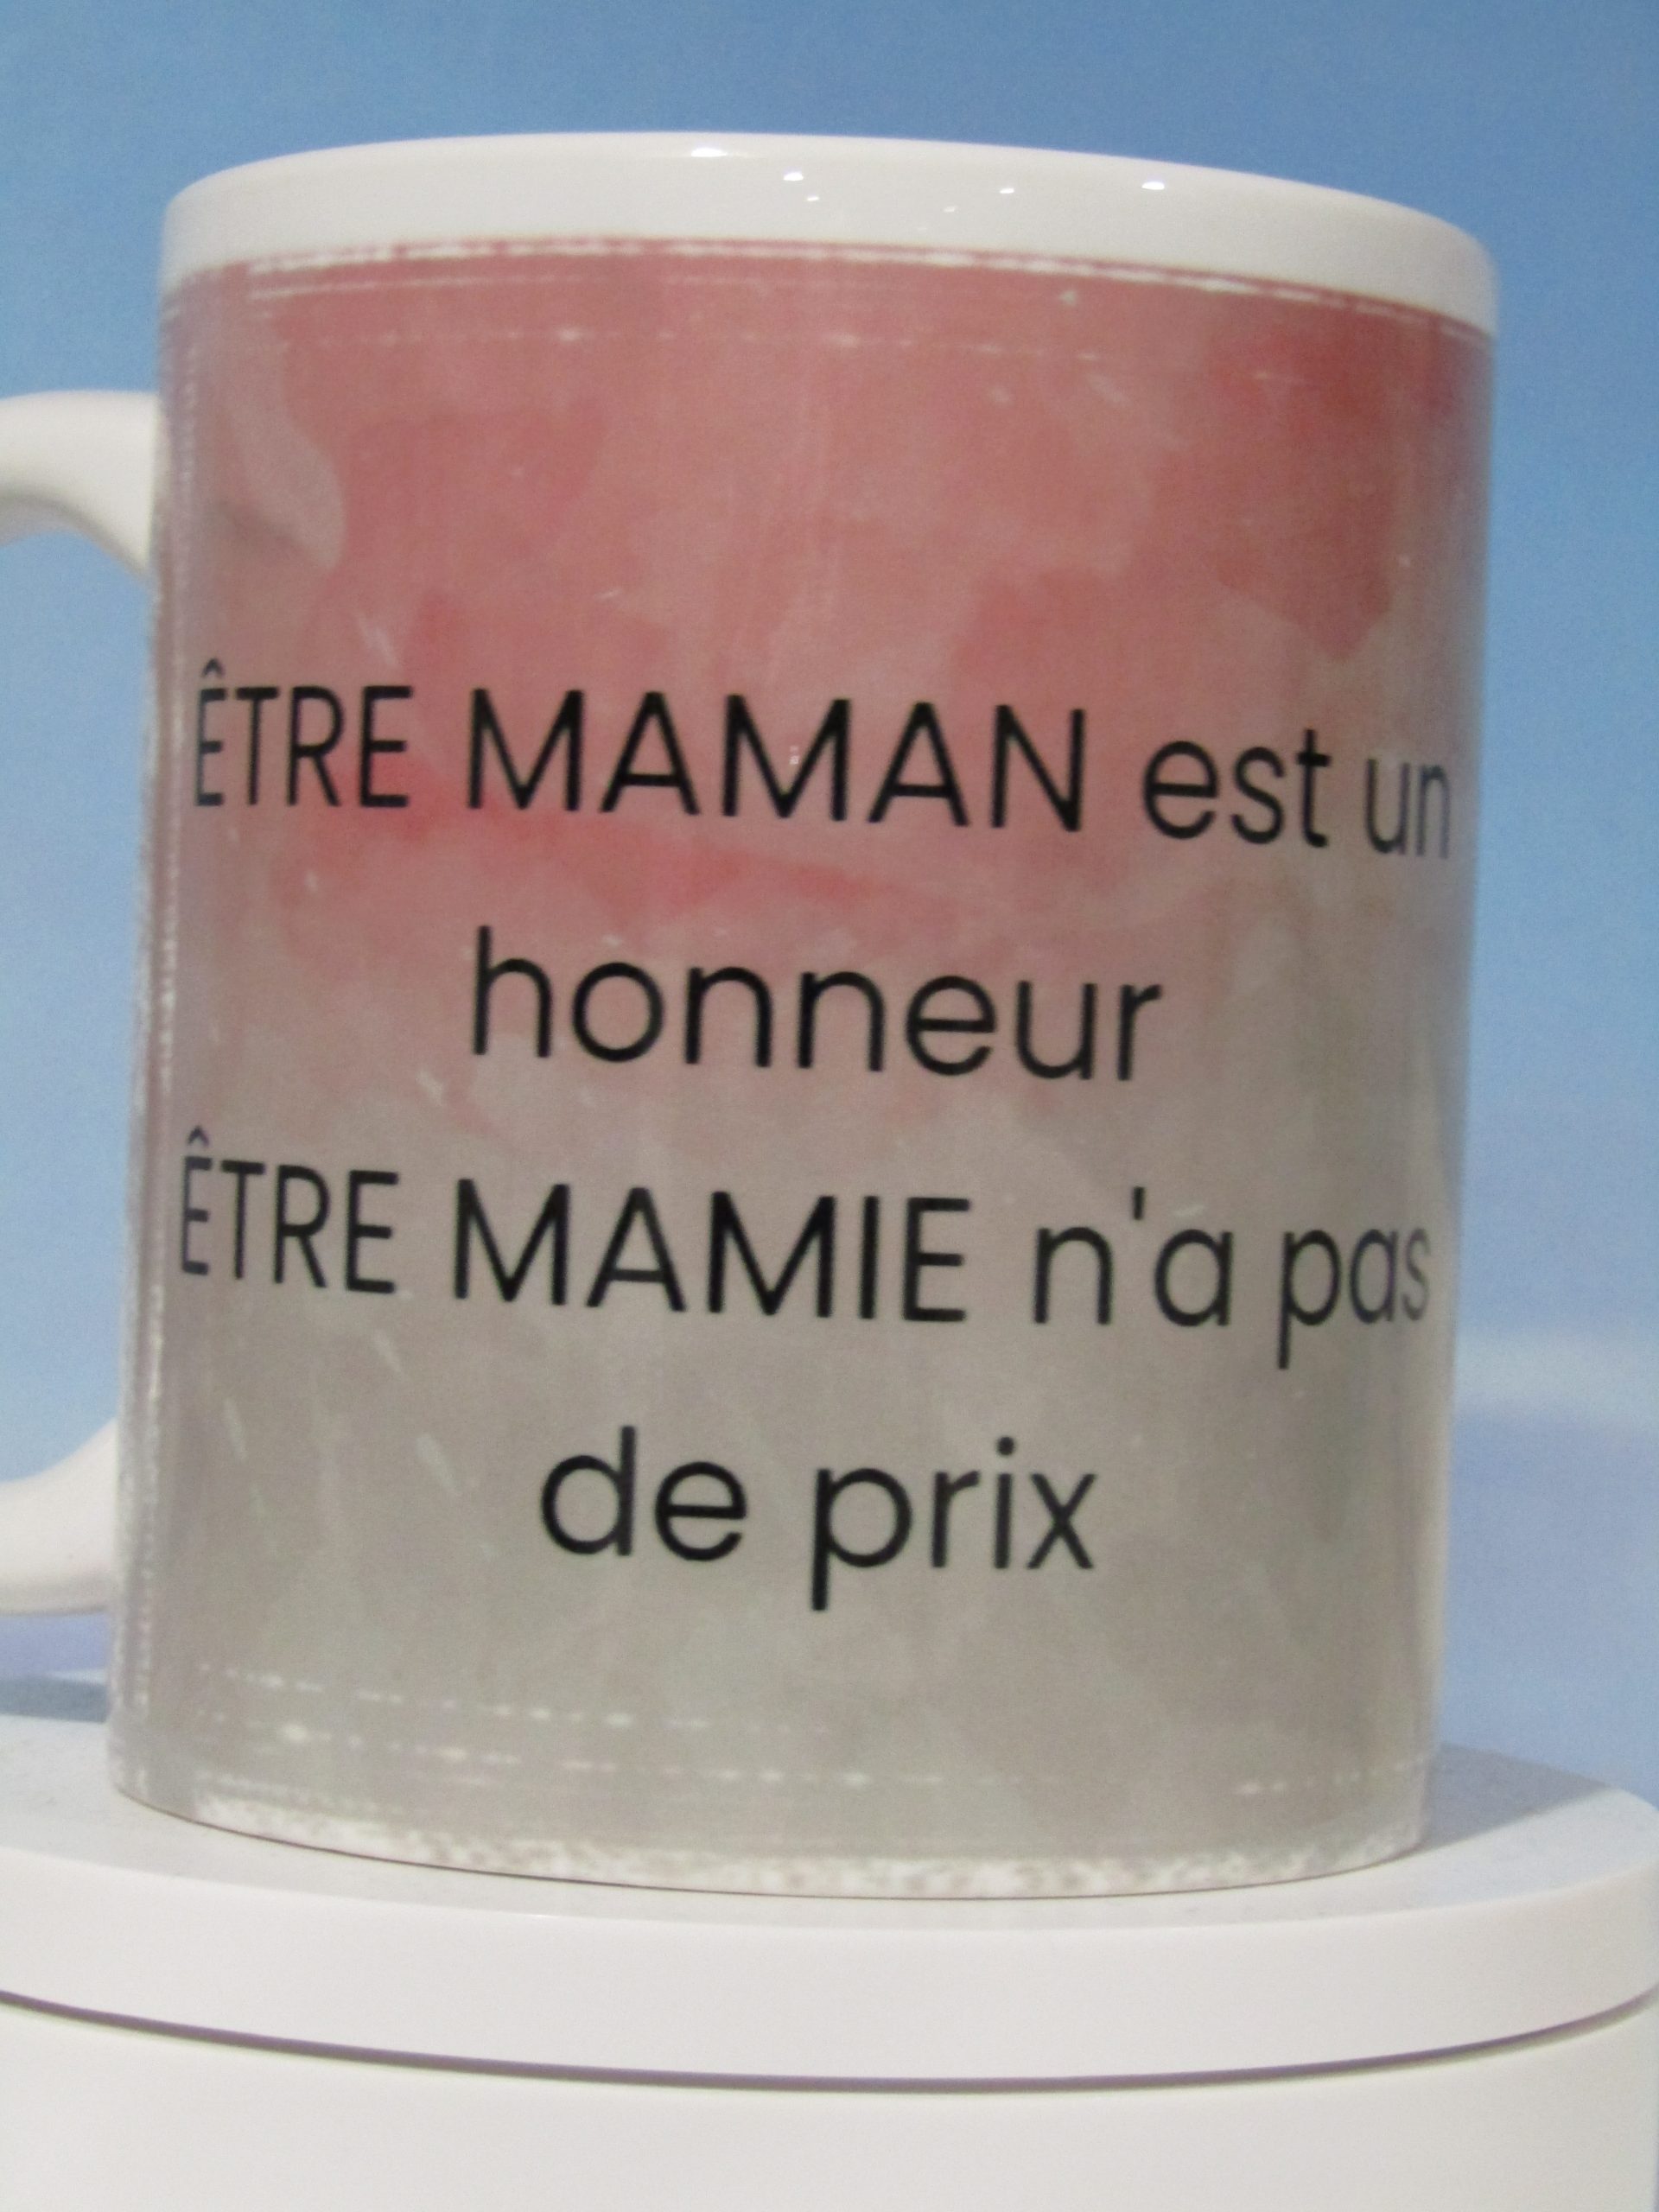 ÊTRE MAMAN est un
honneur
ÊTRE MAMIE n'a pas
de prix